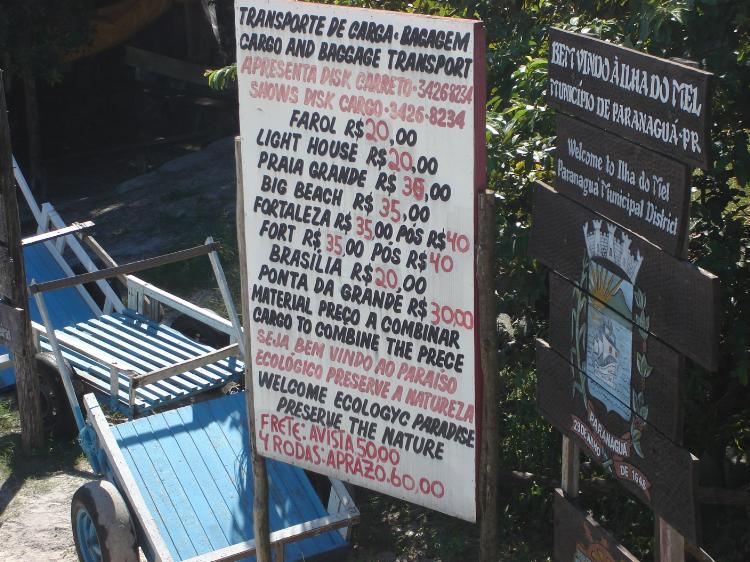 TRANSPORTE DE CARGA: BAGAGEM
CARGO AND BAGGAGE TRANSPORT
APRESENTA DISK CARRETO-34268234
SHOWS DISK CARGO-3426-8234
FAROL R$20,00
LIGHT HOUSE R$20,00
PRAIA GRANDE R$35,00
BIG BEACH R$35,00
FORTALEZA R$35,00 PÓS R$40
FORT R$35,00 PÓS R$40
BRASÍLIA R$20,00
PONTA DA GRANDE R$30,00
MATERIAL PREÇO A COMBINAR
CARGO TO COMBINE THE PRECE
SEJA BEM VINDO AO PARAÍSO
ECOLÓGICO PRESERVE A NATUREZA
WELCOME ECOLOGYC PARADISE
PRESERVE THE NATURE
FRETE: AVISTA 50,00
4 RODAS: APRAZO.60,00
BEM VINDO À ILHA DO MEL
MUNICÍPIO DE PARANAGUÁ-PR
Welcome to Ilha do Mel
Paranaguá Municipal District
PARANAGUÁ
29 DE JULHO DE 1648